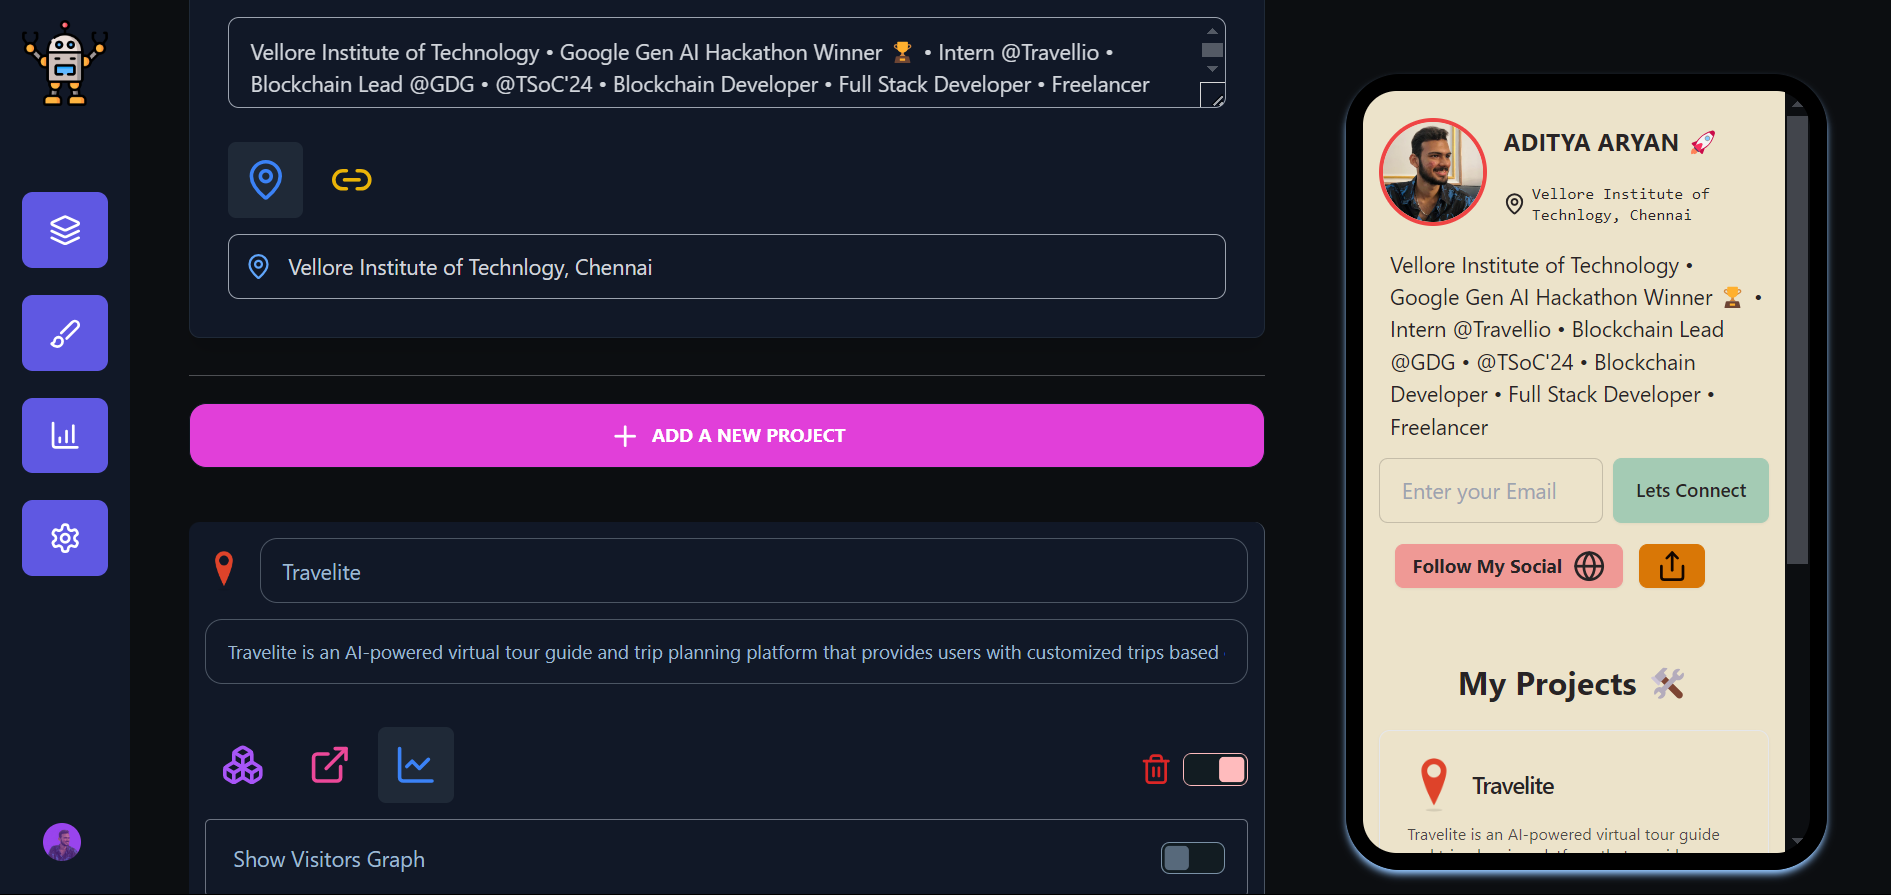 Vellore Institute of Technology • Google Gen AI Hackathon Winner 🏆 • Intern @Travellio •
Blockchain Lead @GDG • @TSoC'24 • Blockchain Developer • Full Stack Developer • Freelancer
Vellore Institute of Technlogy, Chennai
ADD A NEW PROJECT
Travelite
Travelite is an AI-powered virtual tour guide and trip planning platform that provides users with customized trips based
Show Visitors Graph
ADITYA ARYAN 🚀
Vellore Institute of
Technlogy, Chennai
Vellore Institute of Technology •
Google Gen AI Hackathon Winner 🏆 •
Intern @Travellio • Blockchain Lead
@GDG • @TSoC'24 • Blockchain
Developer • Full Stack Developer •
Freelancer
Enter your Email
Lets Connect
Follow My Social
My Projects 🛠️
Travelite
Travelite is an AI-powered virtual tour guide